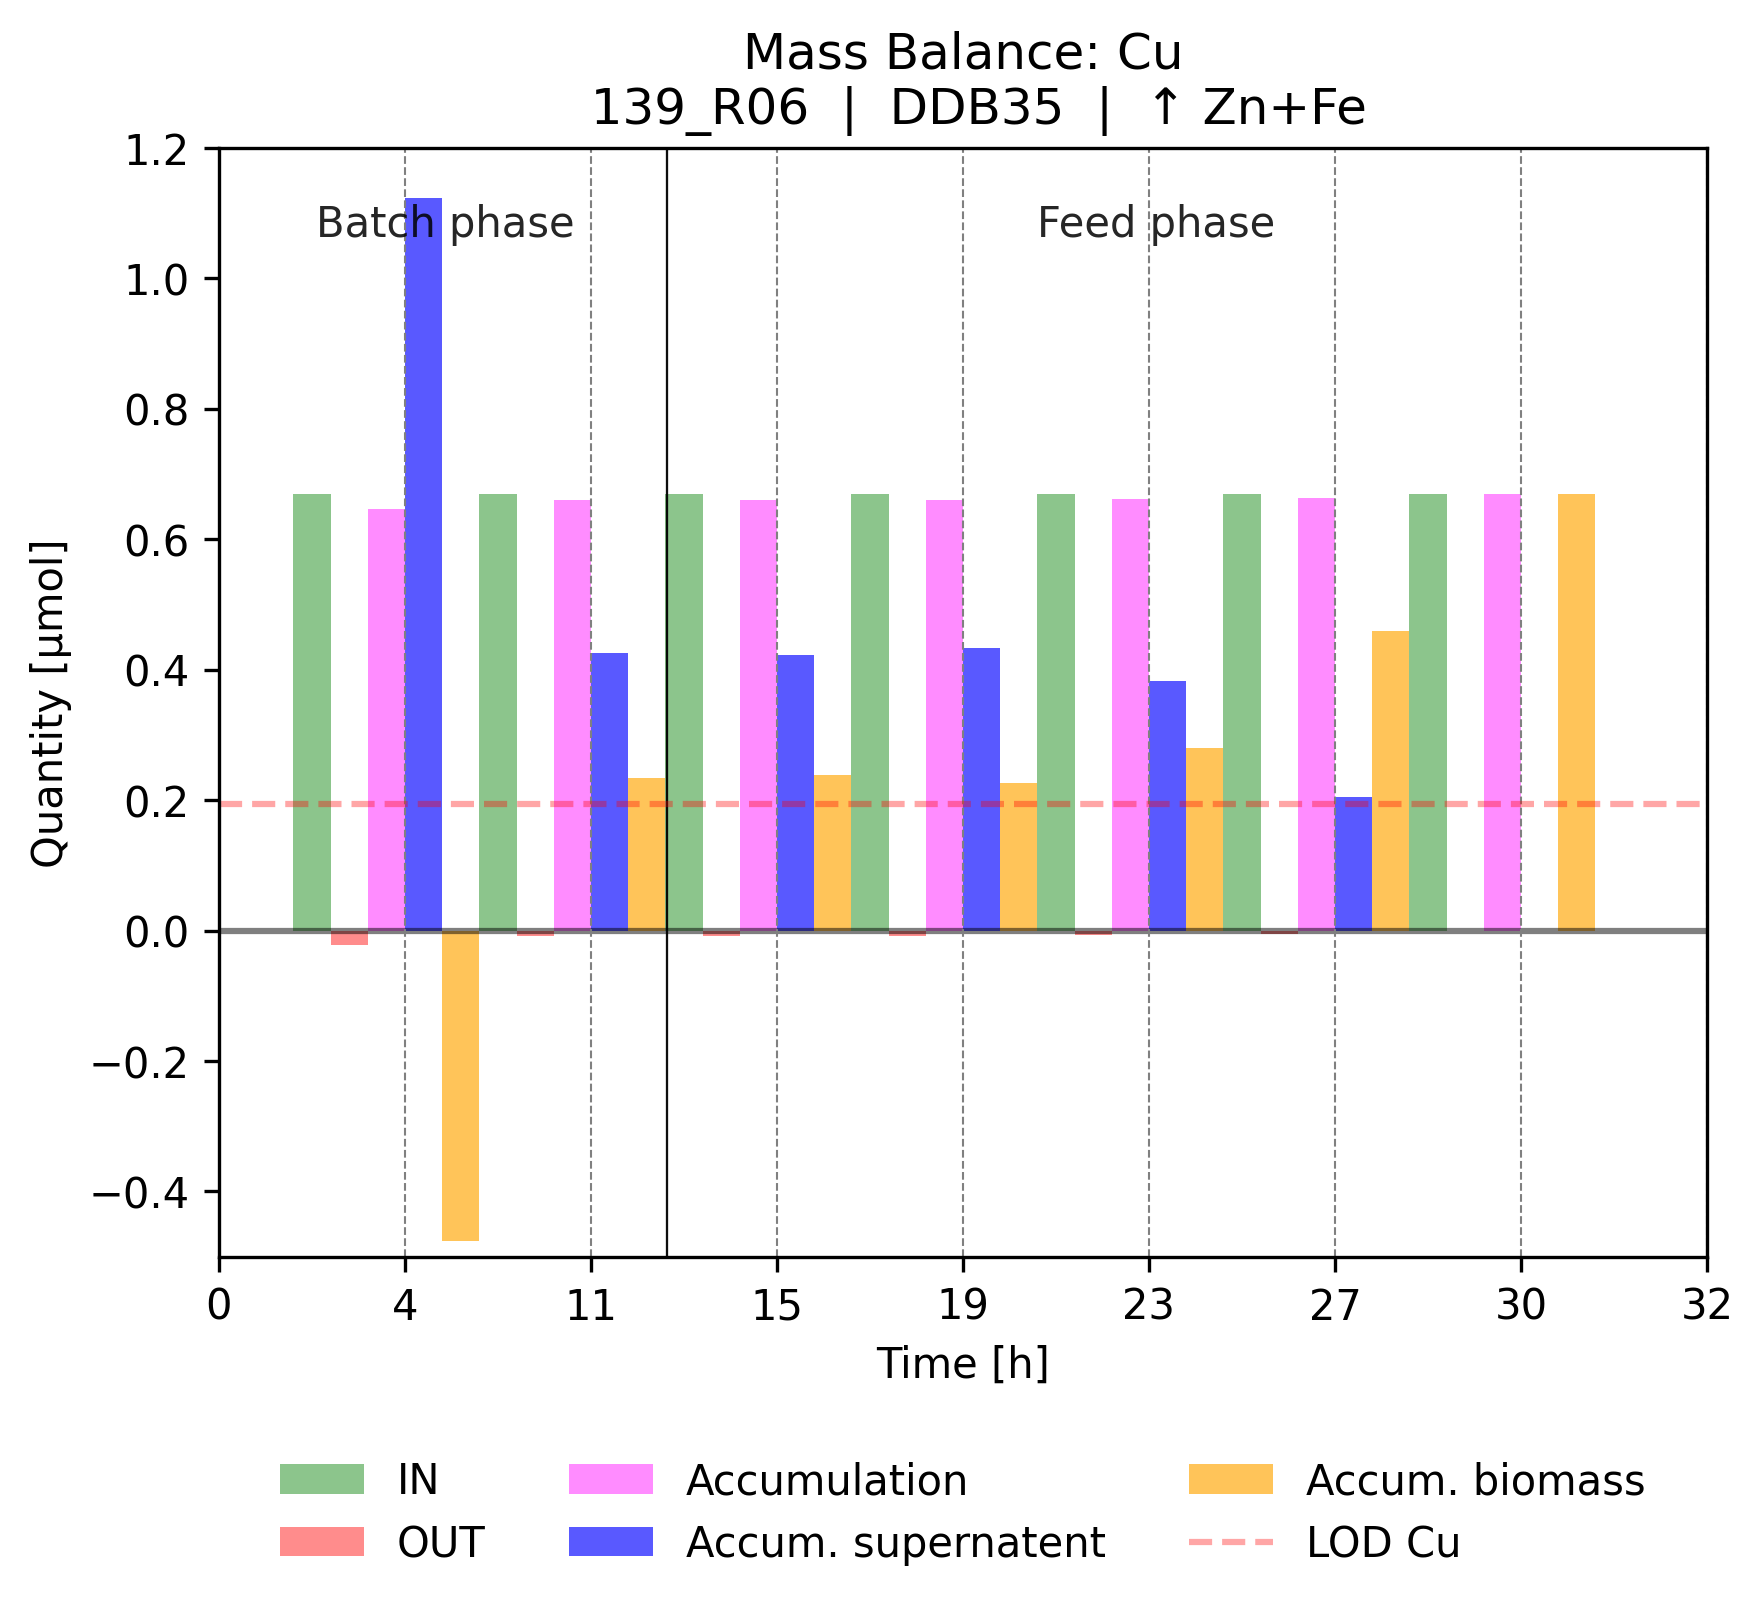 Mass Balance: Cu
139_R06 | DDB35 | ↑ Zn+Fe
Batch phase
Feed phase
1.2
1.0
0.8
0.6
0.4
0.2
0.0
−0.2
−0.4
Quantity [µmol]
0 4 11 15 19 23 27 30 32
Time [h]
IN
OUT
Accumulation
Accum. supernatent
Accum. biomass
LOD Cu